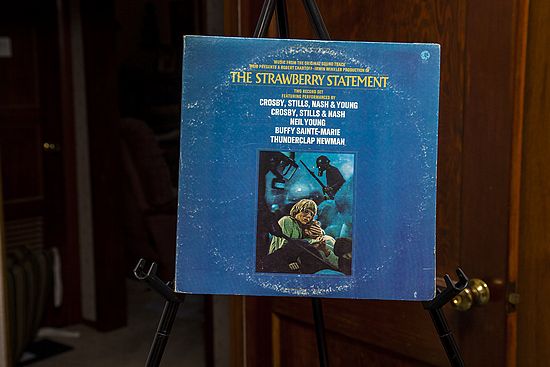 MUSIC FROM THE ORIGINAL SOUND TRACK
MGM PRESENTS A ROBERT CHARTOFF-IRWIN WINKLER PRODUCTION OF
THE STRAWBERRY STATEMENT
TWO RECORD SET
FEATURING PERFORMANCES BY
CROSBY, STILLS, NASH & YOUNG
CROSBY, STILLS & NASH
NEIL YOUNG
BUFFY SAINTE-MARIE
THUNDERCLAP NEWMAN